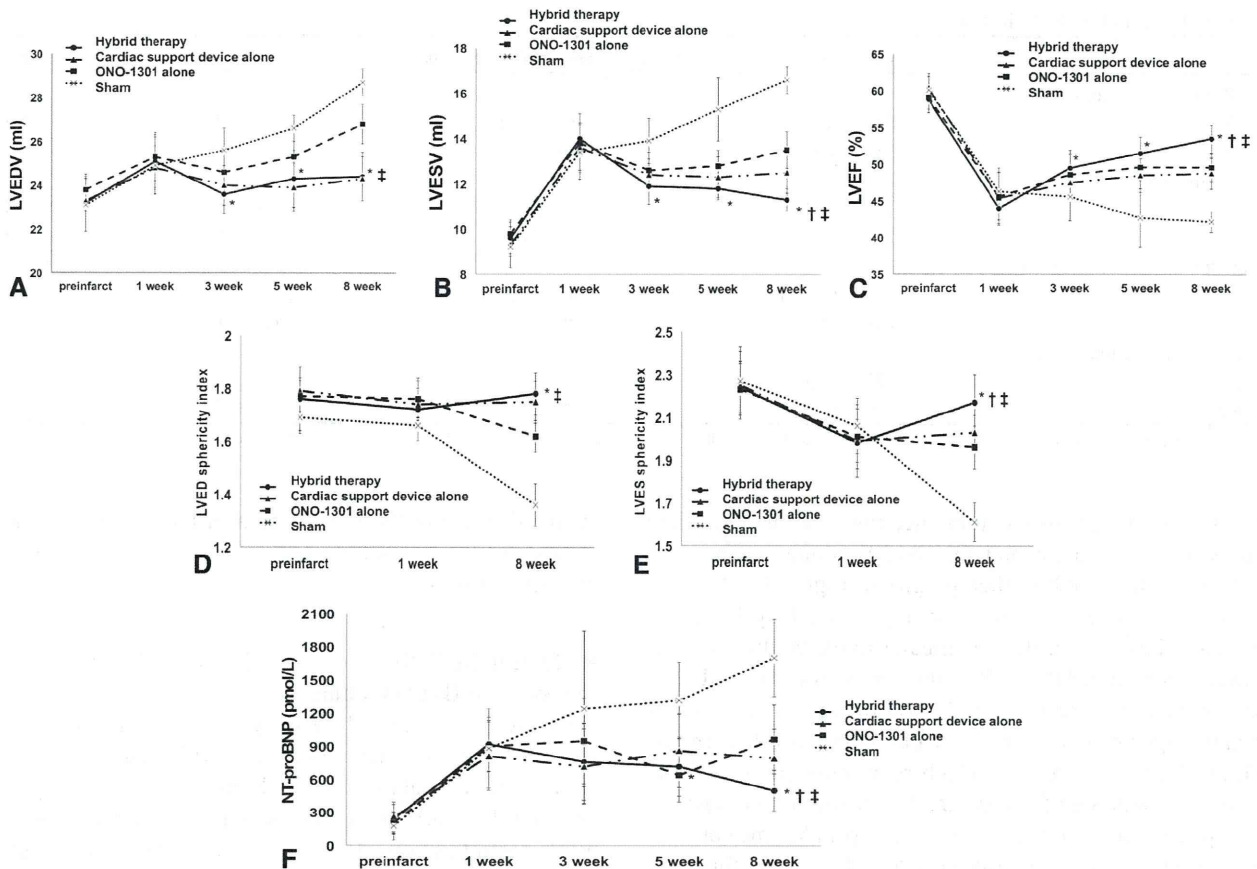 Hybrid therapy
Cardiac support device alone
ONO-1301 alone
Sham
LVEDV (ml)
30
28
26
24
22
20
* * * ‡
preinfarct 1 week 3 week 5 week 8 week
A
Hybrid therapy
Cardiac support device alone
ONO-1301 alone
Sham
LVESV (ml)
18
16
14
12
10
8
* * * † ‡
preinfarct 1 week 3 week 5 week 8 week
B
Hybrid therapy
Cardiac support device alone
ONO-1301 alone
Sham
LVEF (%)
65
60
55
50
45
40
35
* * * † ‡
preinfarct 1 week 3 week 5 week 8 week
C
LVED sphericity index
2
1.8
1.6
1.4
1.2
* ‡
Hybrid therapy
Cardiac support device alone
ONO-1301 alone
Sham
preinfarct 1 week 8 week
D
LVES sphericity index
2.5
2.3
2.1
1.9
1.7
1.5
* † ‡
Hybrid therapy
Cardiac support device alone
ONO-1301 alone
Sham
preinfarct 1 week 8 week
E
NT-proBNP (pmol/L)
2100
1800
1500
1200
900
600
300
0
* * † ‡
Hybrid therapy
Cardiac support device alone
ONO-1301 alone
Sham
preinfarct 1 week 3 week 5 week 8 week
F